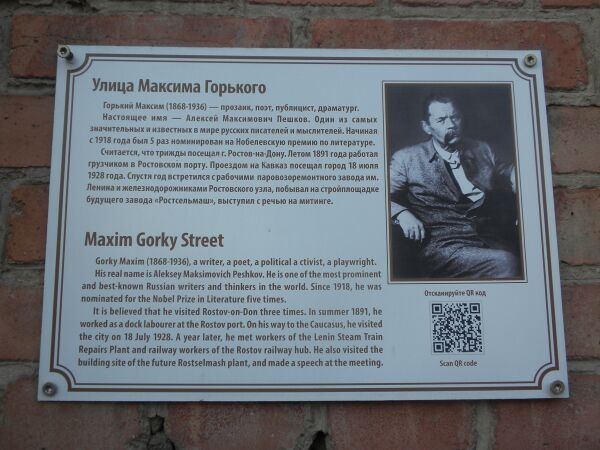 Улица Максима Горького
Горький Максим (1868-1936) — прозаик, поэт, публицист, драматург.
Настоящее имя — Алексей Максимович Пешков. Один из самых
значительных и известных в мире русских писателей и мыслителей. Начиная
с 1918 года был 5 раз номинирован на Нобелевскую премию по литературе.
Считается, что трижды посещал г. Ростов-на-Дону. Летом 1891 года работал
грузчиком в Ростовском порту. Проездом на Кавказ посещал город 18 июля
1928 года. Спустя год встретился с рабочими паровозоремонтного завода им.
Ленина и железнодорожниками Ростовского узла, побывал на стройплощадке
будущего завода «Ростсельмаш», выступил с речью на митинге.
Maxim Gorky Street
Gorky Maxim (1868-1936), a writer, a poet, a political a ctivist, a playwright.
His real name is Aleksey Maksimovich Peshkov. He is one of the most prominent
and best-known Russian writers and thinkers in the world. Since 1918, he was
nominated for the Nobel Prize in Literature five times.
It is believed that he visited Rostov-on-Don three times. In summer 1891, he
worked as a dock labourer at the Rostov port. On his way to the Caucasus, he visited
the city on 18 July 1928. A year later, he met workers of the Lenin Steam Train
Repairs Plant and railway workers of the Rostov railway hub. He also visited the
building site of the future Rostselmash plant, and made a speech at the meeting.
Отсканируйте QR код
Scan QR code